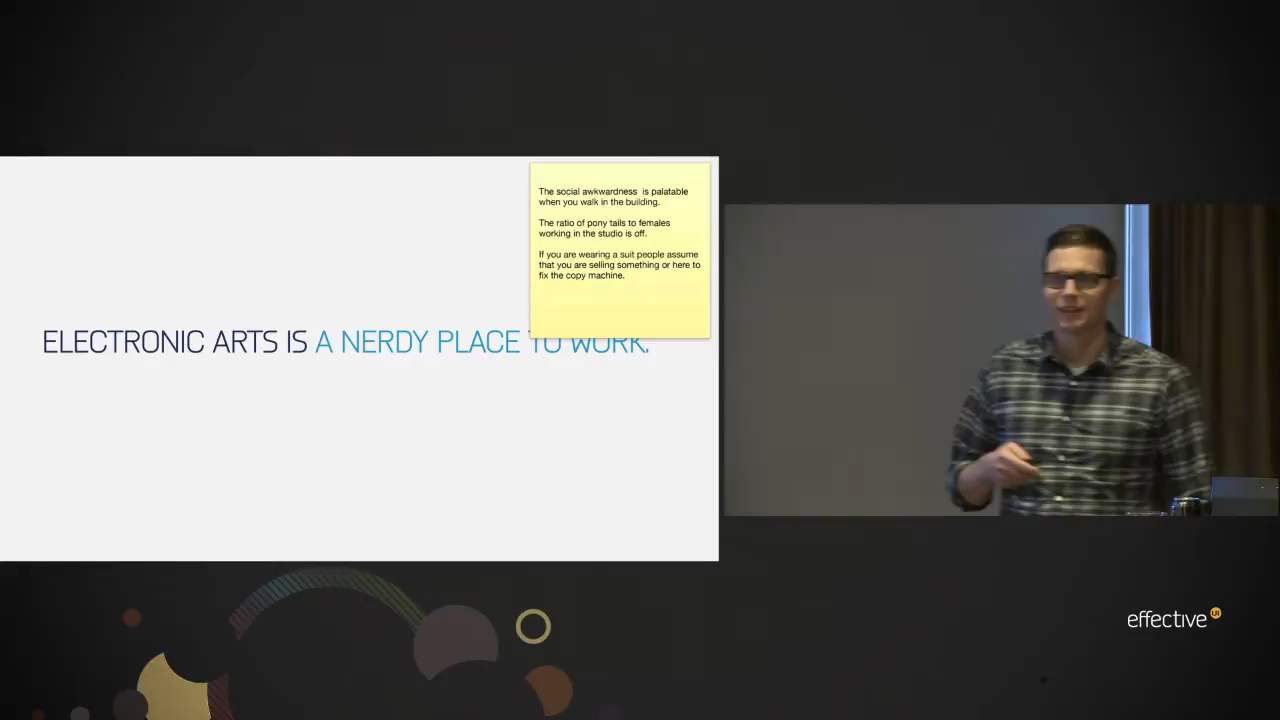 The social awkwardness is palatable
when you walk in the building.
The ratio of pony tails to females
working in the studio is off.
If you are wearing a suit people assume
that you are selling something or here to
fix the copy machine.
ELECTRONIC ARTS IS A NERDY PLACE TO WORK.
effective UI